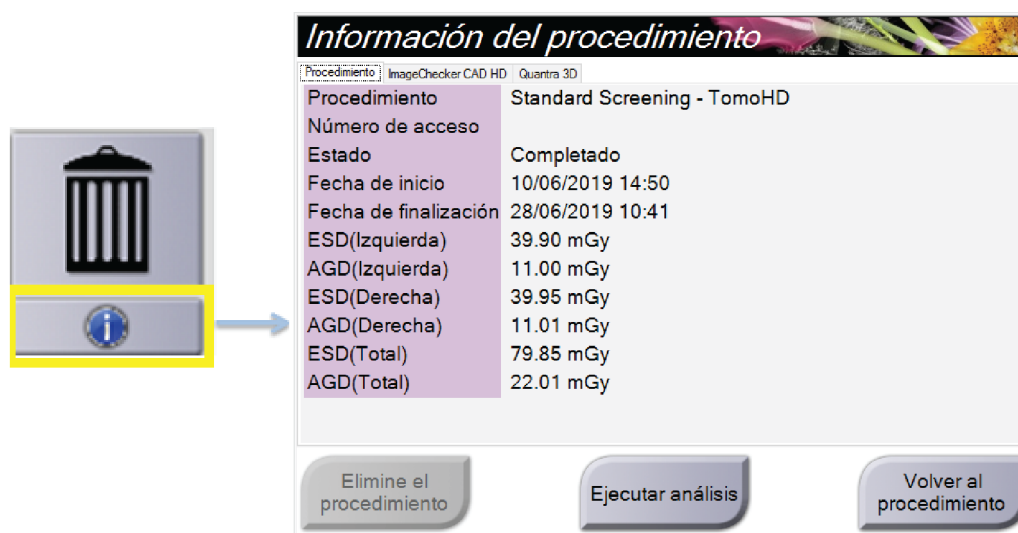 Información del procedimiento
Procedimiento ImageChecker CAD HD Quantra 3D
Procedimiento Standard Screening - TomoHD
Número de acceso
Estado Completado
Fecha de inicio 10/06/2019 14:50
Fecha de finalización 28/06/2019 10:41
ESD(Izquierda) 39.90 mGy
AGD(Izquierda) 11.00 mGy
ESD(Derecha) 39.95 mGy
AGD(Derecha) 11.01 mGy
ESD(Total) 79.85 mGy
AGD(Total) 22.01 mGy
Elimine el
procedimiento
Ejecutar análisis
Volver al
procedimiento